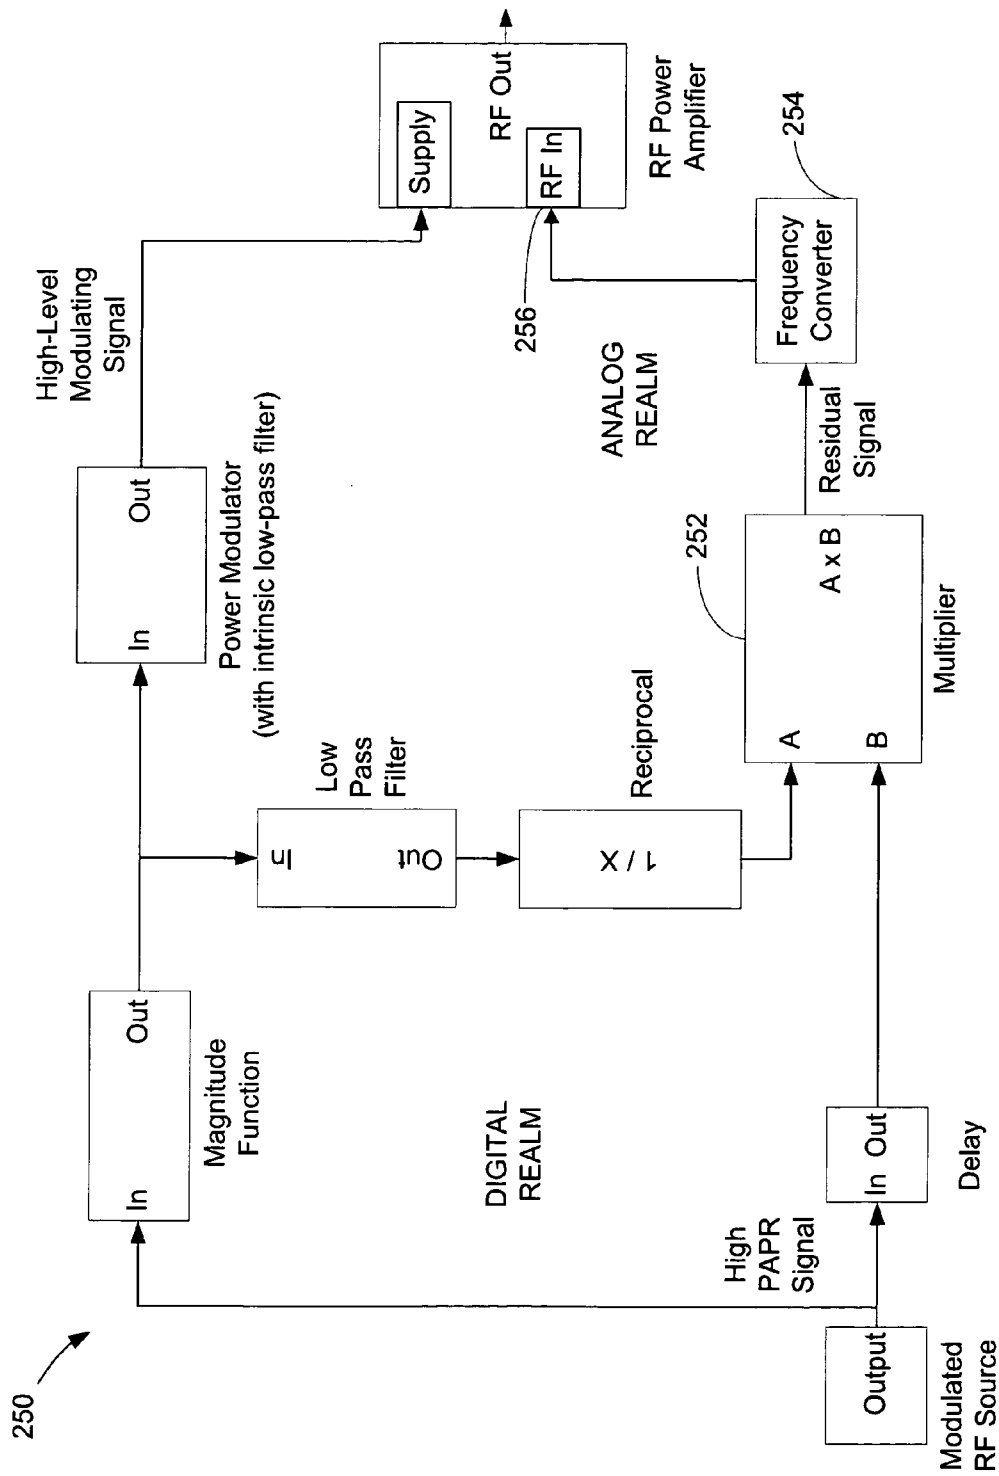 250
Output
Modulated
RF Source
High
PAPR
Signal
In
Out
Delay
In
Out
Magnitude
Function
DIGITAL
REALM
In
Out
Low
Pass
Filter
1 / X
Reciprocal
In
Out
Power Modulator
(with intrinsic low-pass filter)
A
B
A x B
Multiplier
252
Residual
Signal
High-Level
Modulating
Signal
ANALOG
REALM
Frequency
Converter
254
256
Supply
RF In
RF Out
RF Power
Amplifier